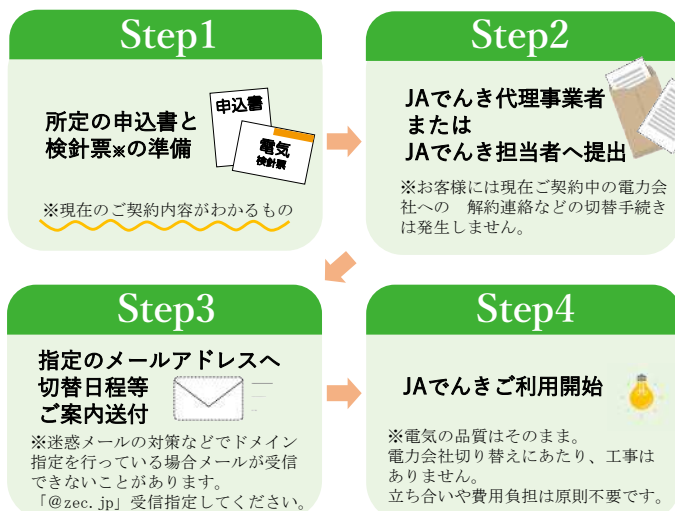 Step1
所定の申込書と
検針票※の準備
申込書
電気
検針票
※現在のご契約内容がわかるもの
Step2
JAでんき代理事業者
または
JAでんき担当者へ提出
※お客様には現在ご契約中の電力会
社への　解約連絡などの切替手続き
は発生しません。
Step3
指定のメールアドレスへ
切替日程等
ご案内送付
※迷惑メールの対策などでドメイン
指定を行っている場合メールが受信
できないことがあります。
「@zec.jp」受信指定してください。
Step4
JAでんきご利用開始
※電気の品質はそのまま。
電力会社切り替えにあたり、工事は
ありません。
立ち合いや費用負担は原則不要です。